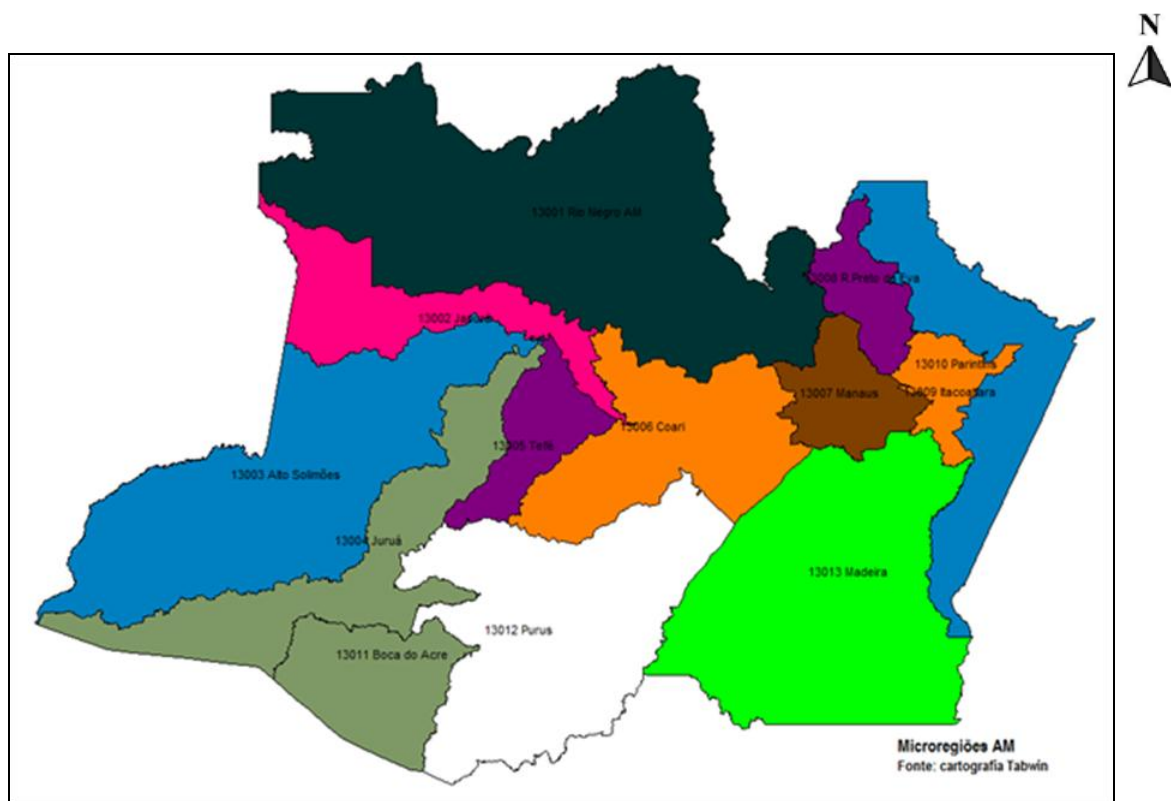 N
13001 Rio Negro AM
13008 R.Preto da Eva
13002 Japurá
13010 Parintins
13007 Manaus
13009 Itacoatiara
13006 Coari
13005 Tefé
13003 Alto Solimões
13004 Juruá
13013 Madeira
13012 Purus
13011 Boca do Acre
Microregiões AM
Fonte: cartografia Tabwin